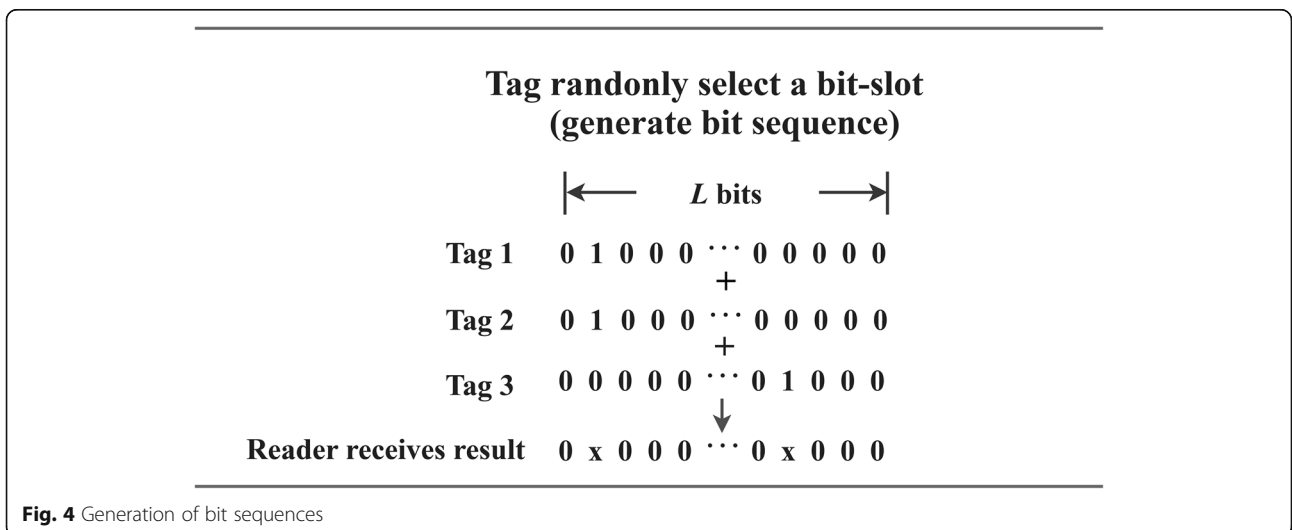 Tag randonly select a bit-slot
(generate bit sequence)
L bits
Tag 1 0 1 0 0 0 ··· 0 0 0 0 0
+
Tag 2 0 1 0 0 0 ··· 0 0 0 0 0
+
Tag 3 0 0 0 0 0 ··· 0 1 0 0 0
Reader receives result 0 x 0 0 0 ··· 0 x 0 0 0
Fig. 4 Generation of bit sequences